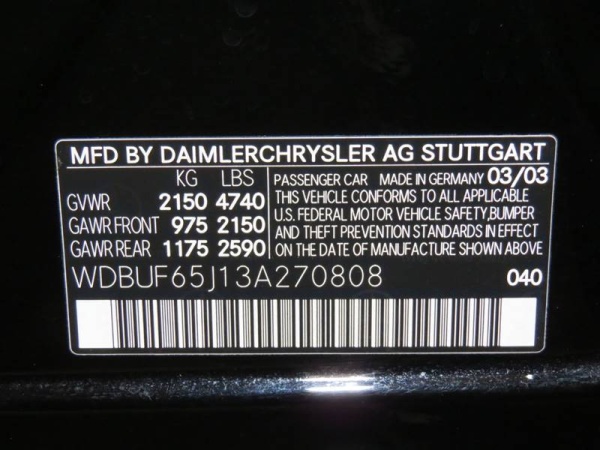 MFD BY DAIMLERCHRYSLER AG STUTTGART
KG LBS
GVWR 2150 4740
GAWR FRONT 975 2150
GAWR REAR 1175 2590
PASSENGER CAR MADE IN GERMANY 03/03
THIS VEHICLE CONFORMS TO ALL APPLICABLE
U.S. FEDERAL MOTOR VEHICLE SAFETY,BUMPER
AND THEFT PREVENTION STANDARDS IN EFFECT
ON THE DATE OF MANUFACTURE SHOWN ABOVE
WDBUF65J13A270808 040